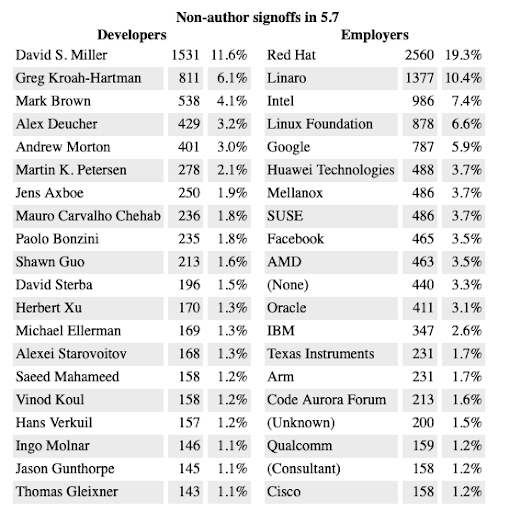 Non-author signoffs in 5.7
Developers Employers
David S. Miller 1531 11.6% Red Hat 2560 19.3%
Greg Kroah-Hartman 811 6.1% Linaro 1377 10.4%
Mark Brown 538 4.1% Intel 986 7.4%
Alex Deucher 429 3.2% Linux Foundation 878 6.6%
Andrew Morton 401 3.0% Google 787 5.9%
Martin K. Petersen 278 2.1% Huawei Technologies 488 3.7%
Jens Axboe 250 1.9% Mellanox 486 3.7%
Mauro Carvalho Chehab 236 1.8% SUSE 486 3.7%
Paolo Bonzini 235 1.8% Facebook 465 3.5%
Shawn Guo 213 1.6% AMD 463 3.5%
David Sterba 196 1.5% (None) 440 3.3%
Herbert Xu 170 1.3% Oracle 411 3.1%
Michael Ellerman 169 1.3% IBM 347 2.6%
Alexei Starovoitov 168 1.3% Texas Instruments 231 1.7%
Saeed Mahameed 158 1.2% Arm 231 1.7%
Vinod Koul 158 1.2% Code Aurora Forum 213 1.6%
Hans Verkuil 157 1.2% (Unknown) 200 1.5%
Ingo Molnar 146 1.1% Qualcomm 159 1.2%
Jason Gunthorpe 145 1.1% (Consultant) 158 1.2%
Thomas Gleixner 143 1.1% Cisco 158 1.2%